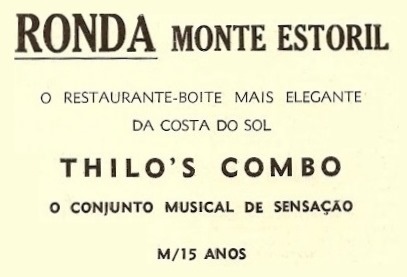 RONDA MONTE ESTORIL
O RESTAURANTE-BOITE MAIS ELEGANTE
DA COSTA DO SOL
THILO'S COMBO
O CONJUNTO MUSICAL DE SENSAÇÃO
M/15 ANOS